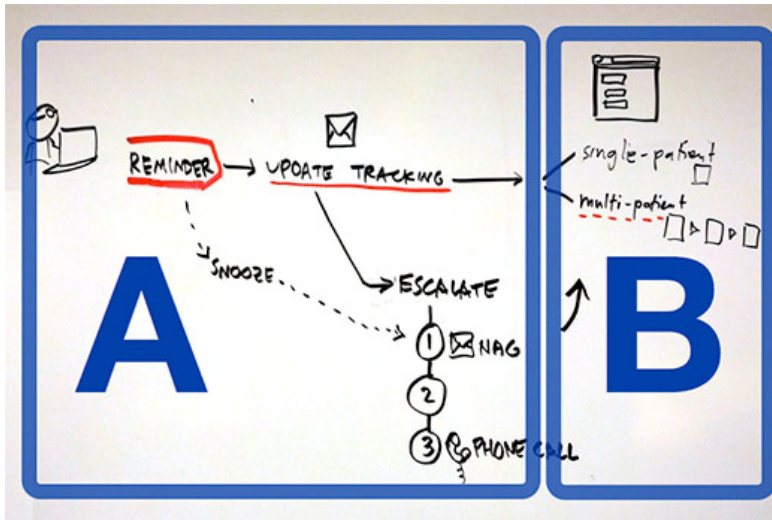 REMINDER
UPDATE TRACKING
single-patient
multi-patient
SNOOZE
ESCALATE
A
B
1 NAG
2
3 PHONE CALL